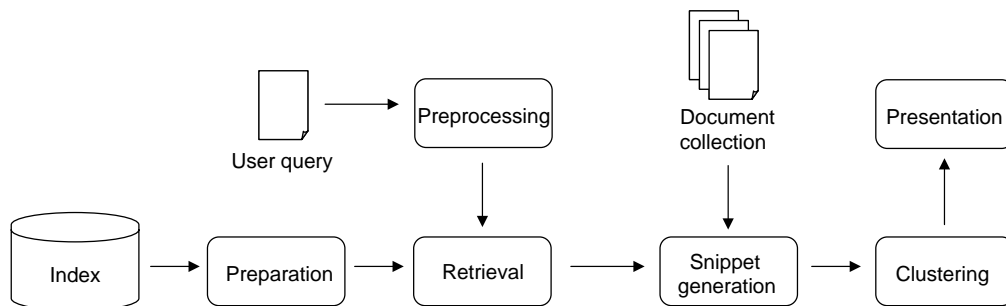 Preprocessing
User query
Document
collection
Presentation
Index
Preparation
Retrieval
Snippet
generation
Clustering